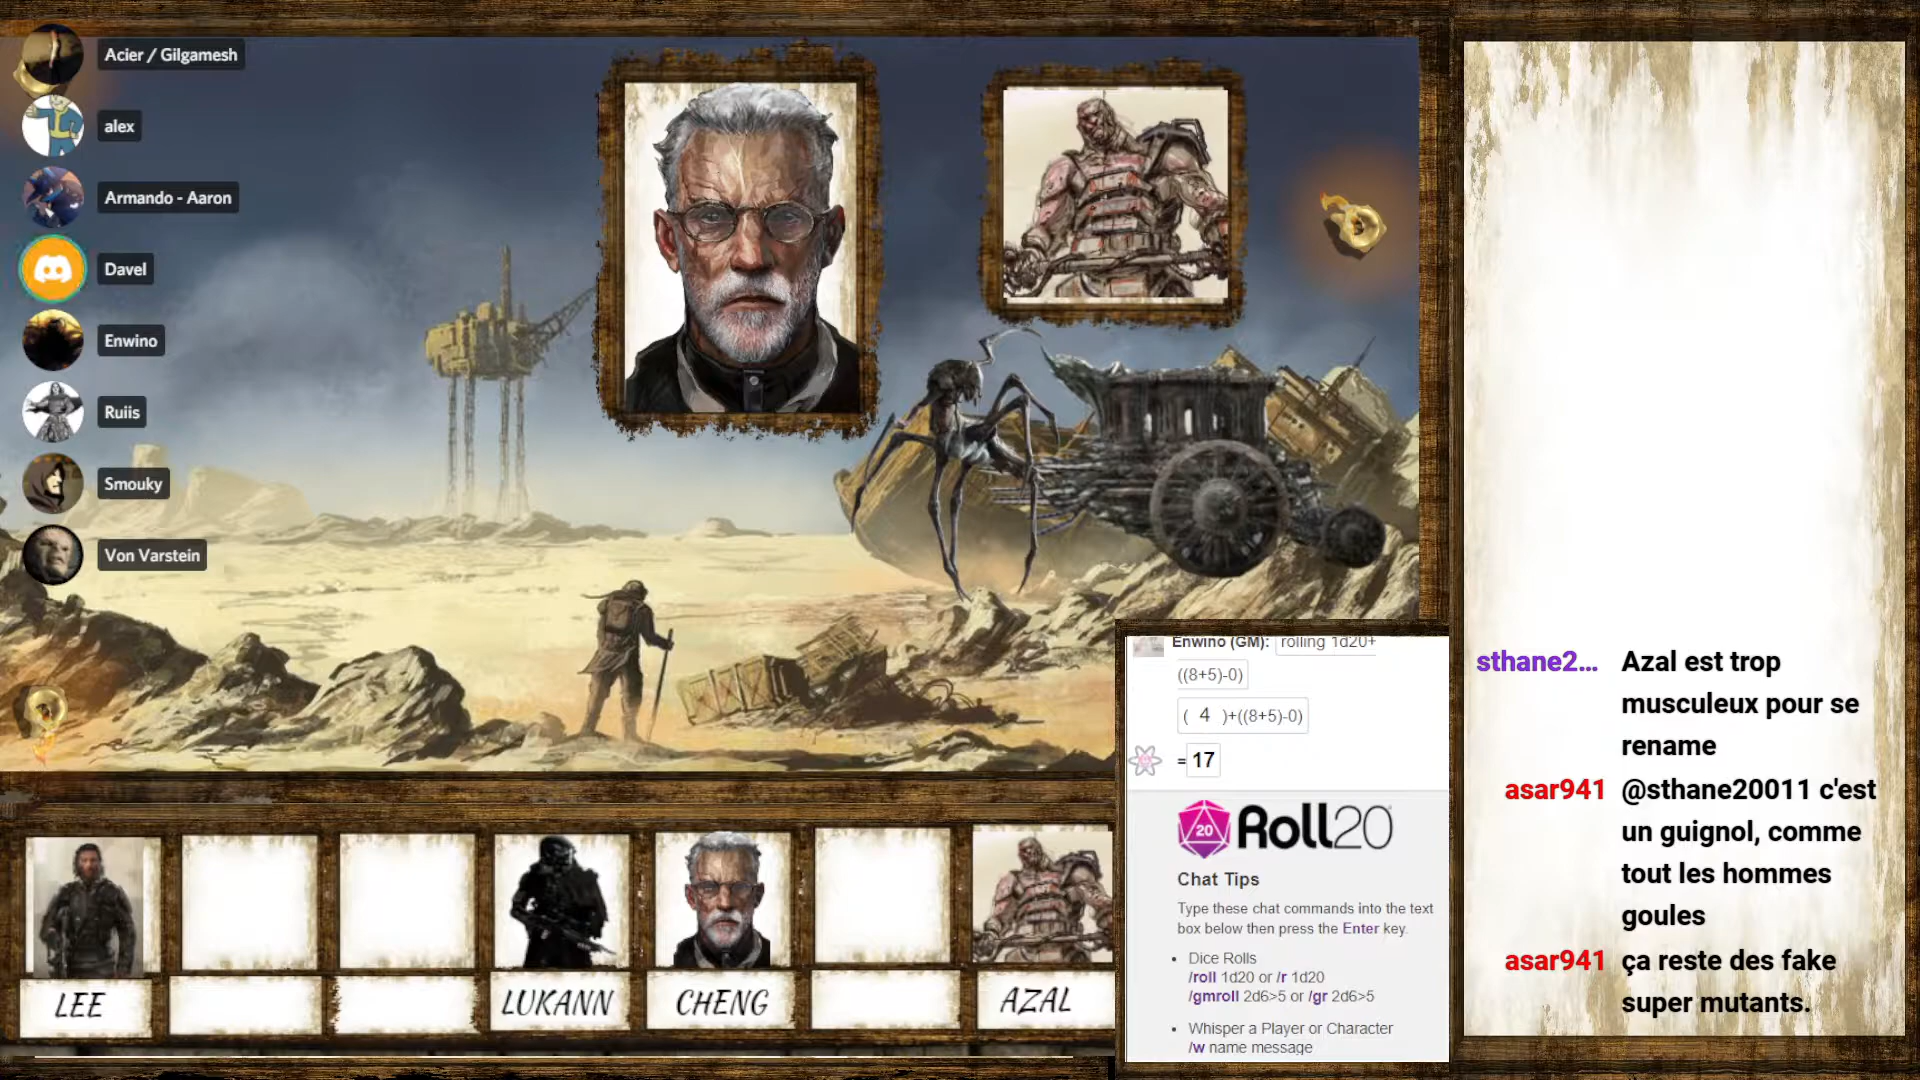 Acier / Gilgamesh
alex
Armando - Aaron
Davel
Enwino
Ruiis
Smouky
Von Varstein
LEE
LUKANN
CHENG
AZAL
Enwino (GM): rolling 1d20+
((8+5)-0)
( 4 )+((8+5)-0)
=17
20 Roll20
Chat Tips
Type these chat commands into the text
box below then press the Enter key.
• Dice Rolls
/roll 1d20 or /r 1d20
/gmroll 2d6>5 or /gr 2d6>5
• Whisper a Player or Character
/w name message
sthane2... Azal est trop
musculeux pour se
rename
asar941 @sthane20011 c'est
un guignol, comme
tout les hommes
goules
asar941 ça reste des fake
super mutants.